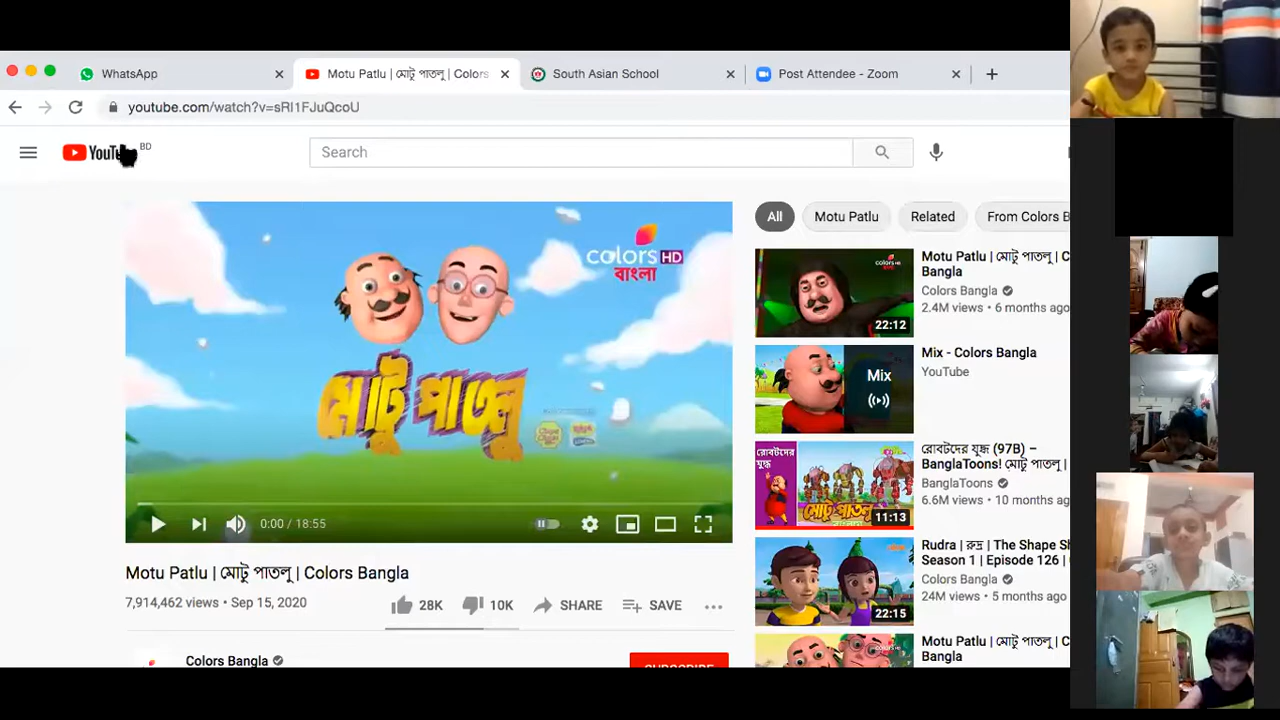 WhatsApp
Motu Patlu | মোটু পাতলু | Colors
South Asian School
Post Attendee - Zoom
youtube.com/watch?v=sRI1FJuQcoU
YouTube BD
Search
All
Motu Patlu
Related
From Colors B
colors HD
বাংলা
মোটু পাতলু
0:00 / 18:55
Motu Patlu | মোটু পাতলু | Colors Bangla
7,914,462 views • Sep 15, 2020
28K
10K
SHARE
SAVE
Colors Bangla
SUBSCRIBE
Motu Patlu | মোটু পাতলু | C
Bangla
Colors Bangla
2.4M views • 6 months ago
22:12
Mix - Colors Bangla
YouTube
Mix
রোবটদের যুদ্ধ (97B) –
BanglaToons! মোটু পাতলু |
BanglaToons
6.6M views • 10 months ago
রোবটদের
যুদ্ধ
মোটু পাতলু
11:13
Rudra | রুদ্র | The Shape Sh
Season 1 | Episode 126 |
Colors Bangla
24M views • 5 months ago
22:15
Motu Patlu | মোটু পাতলু | C
Bangla